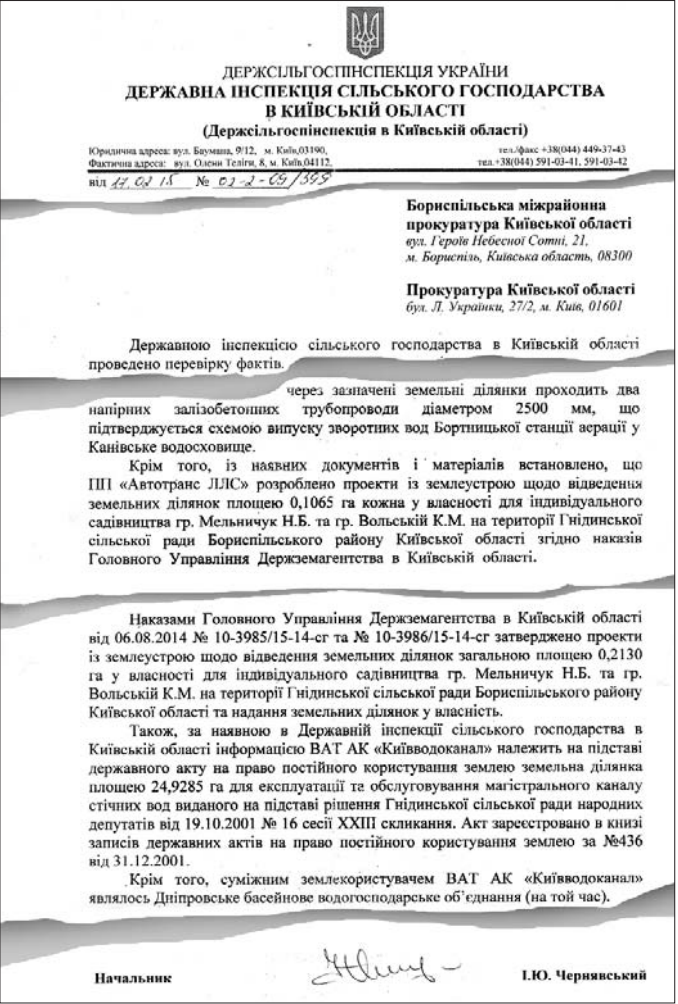 ДЕРЖСІЛЬГОСПІНСПЕКЦІЯ УКРАЇНИ
ДЕРЖАВНА ІНСПЕКЦІЯ СІЛЬСЬКОГО ГОСПОДАРСТВА
В КИЇВСЬКІЙ ОБЛАСТІ
(Держсільгоспінспекція в Київській області)
Юридична адреса: вул. Баумана, 9/12, м. Київ,03190, тел./факс +38(044) 449-37-43
Фактична адреса: вул. Олени Теліги, 8, м. Київ,04112, тел.+38(044) 591-03-41, 591-03-42
від 17.02 15 № 02-2-09/399
Бориспільська міжрайонна
прокуратура Київської області
вул. Героїв Небесної Сотні, 21,
м. Бориспіль, Київська область, 08300
Прокуратура Київської області
бул. Л. Українки, 27/2, м. Київ, 01601
Державною інспекцією сільського господарства в Київській області
проведено перевірку фактів.
через зазначені земельні ділянки проходить два
напірних залізобетонних трубопроводи діаметром 2500 мм, що
підтверджується схемою випуску зворотних вод Бортницької станції аерації у
Канівське водосховище.
Крім того, із наявних документів і матеріалів встановлено, що
ПП «Автотранс ЛЛС» розроблено проекти із землеустрою щодо відведення
земельних ділянок площею 0,1065 га кожна у власності для індивідуального
садівництва гр. Мельничук Н.Б. та гр. Вольській К.М. на території Гнідинської
сільської ради Бориспільського району Київської області згідно наказів
Головного Управління Держземагентства в Київській області.
Наказами Головного Управління Держземагентства в Київській області
від 06.08.2014 № 10-3985/15-14-сг та № 10-3986/15-14-сг затверджено проекти
із землеустрою щодо відведення земельних ділянок загальною площею 0,2130
га у власності для індивідуального садівництва гр. Мельничук Н.Б. та гр.
Вольській К.М. на території Гнідинської сільської ради Бориспільського району
Київської області та надання земельних ділянок у власність.
Також, за наявною в Державній інспекції сільського господарства в
Київській області інформацією ВАТ АК «Київводоканал» належить на підставі
державного акту на право постійного користування землею земельна ділянка
площею 24,9285 га для експлуатації та обслуговування магістрального каналу
стічних вод виданого на підставі рішення Гнідинської сільської ради народних
депутатів від 19.10.2001 № 16 сесії XXIII скликання. Акт зареєстровано в книзі
записів державних актів на право постійного користування землею за №436
від 31.12.2001.
Крім того, суміжним землекористувачем ВАТ АК «Київводоканал»
являлось Дніпровське басейнове водогосподарське об’єднання (на той час).
Начальник І.Ю. Чернявський